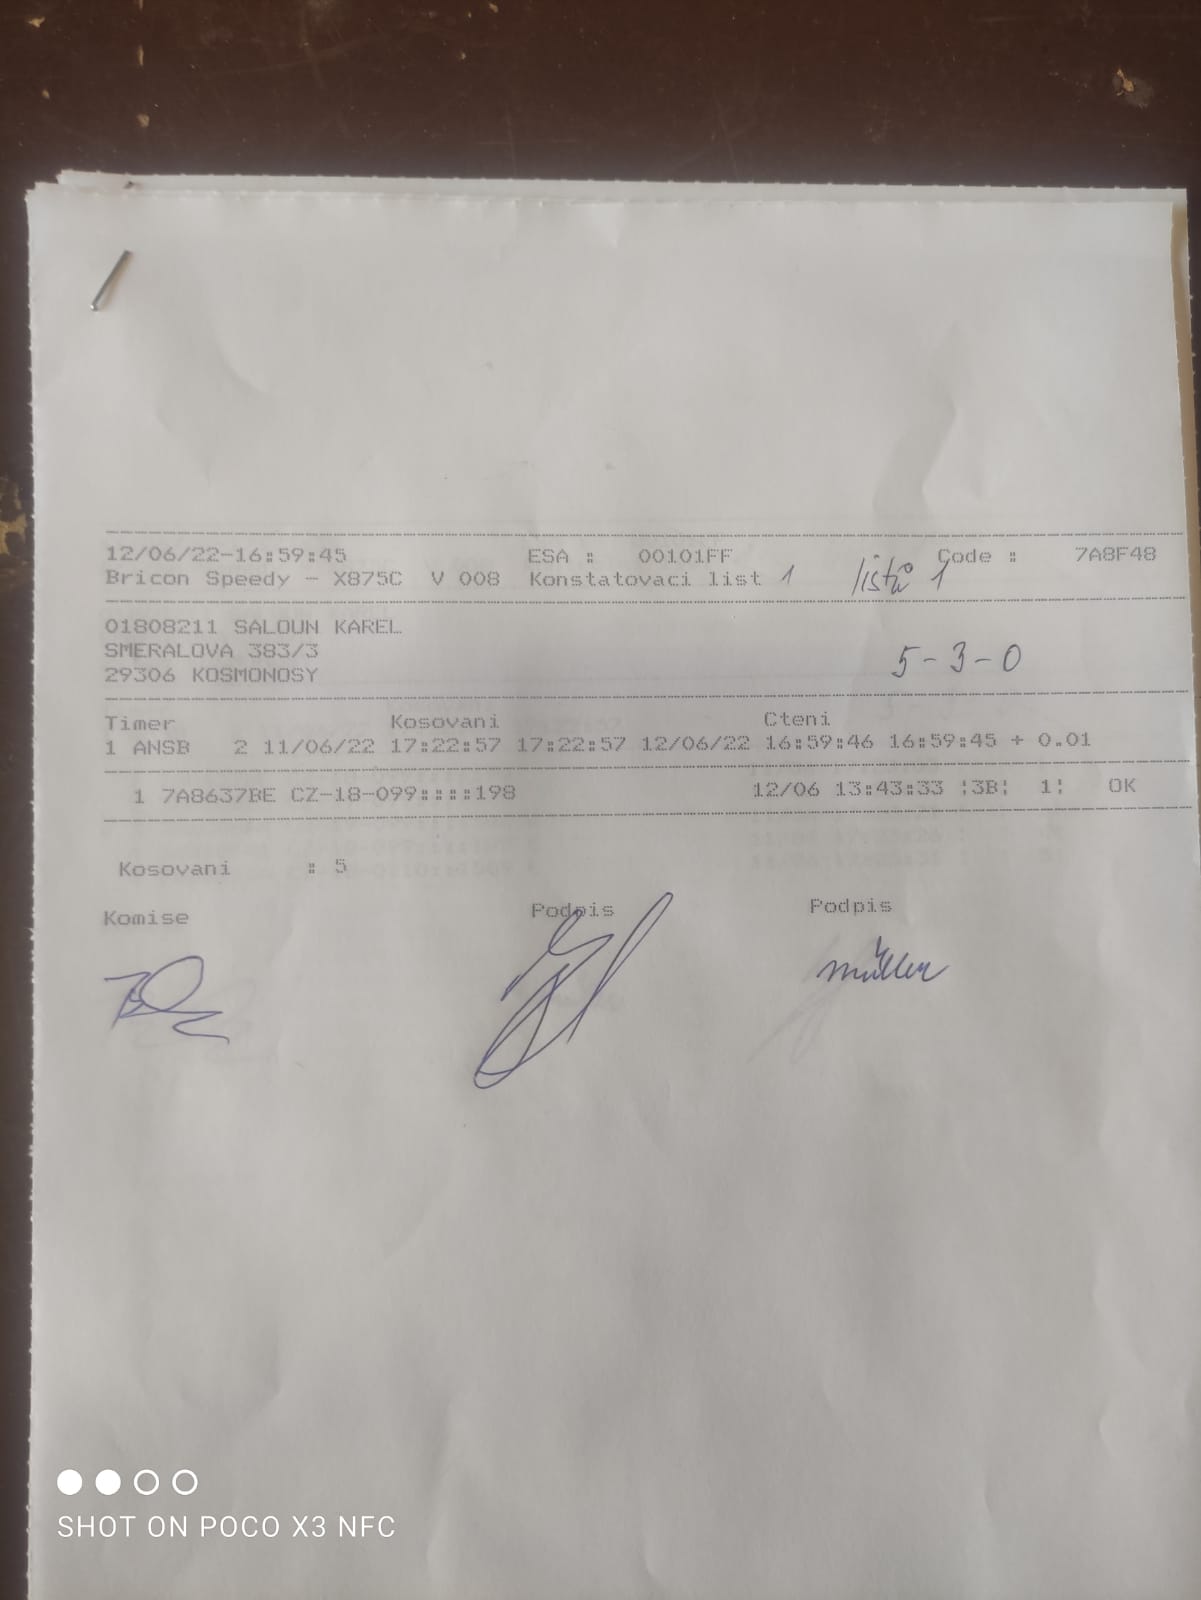 12/06/22-16:59:45 ESA : 00101FF Code : 7A8F48
Bricon Speedy - X875C V 008 Konstatovaci list 1 listů 1
01808211 SALOUN KAREL
SMERALOVA 383/3
29306 KOSMONOSY
5-3-0
Timer Kosovani Cteni
1 ANSB 2 11/06/22 17:22:57 17:22:57 12/06/22 16:59:46 16:59:45 + 0.01
1 7A8637BE CZ-18-099::::198 12/06 13:43:33 ¦3B¦ 1¦ OK
Kosovani : 5
Komise Podpis Podpis
müller
SHOT ON POCO X3 NFC